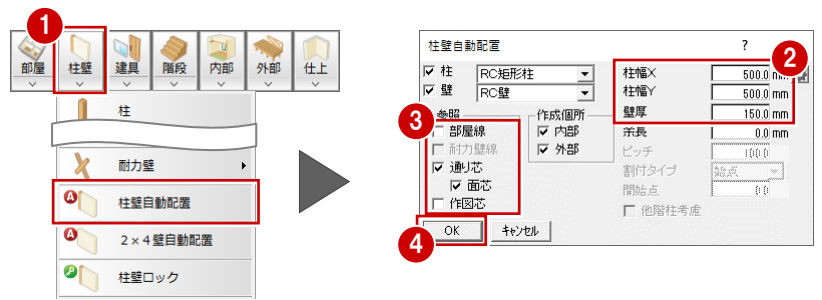 1
部屋 柱壁 建具 階段 内部 外部 仕上
柱
耐力壁
柱壁自動配置
2×4壁自動配置
柱壁ロック
柱壁自動配置 ?
2
柱 RC矩形柱 柱幅X 500.0 mm
壁 RC壁 柱幅Y 500.0 mm
壁厚 150.0 mm
3
参照 作成個所
部屋線 内部 余長 0.0 mm
耐力壁線 外部 ピッチ 100.0
通り芯 割付タイプ 始点
面芯 開始点 0.0
作図芯 他階柱考慮
4
OK キャンセル